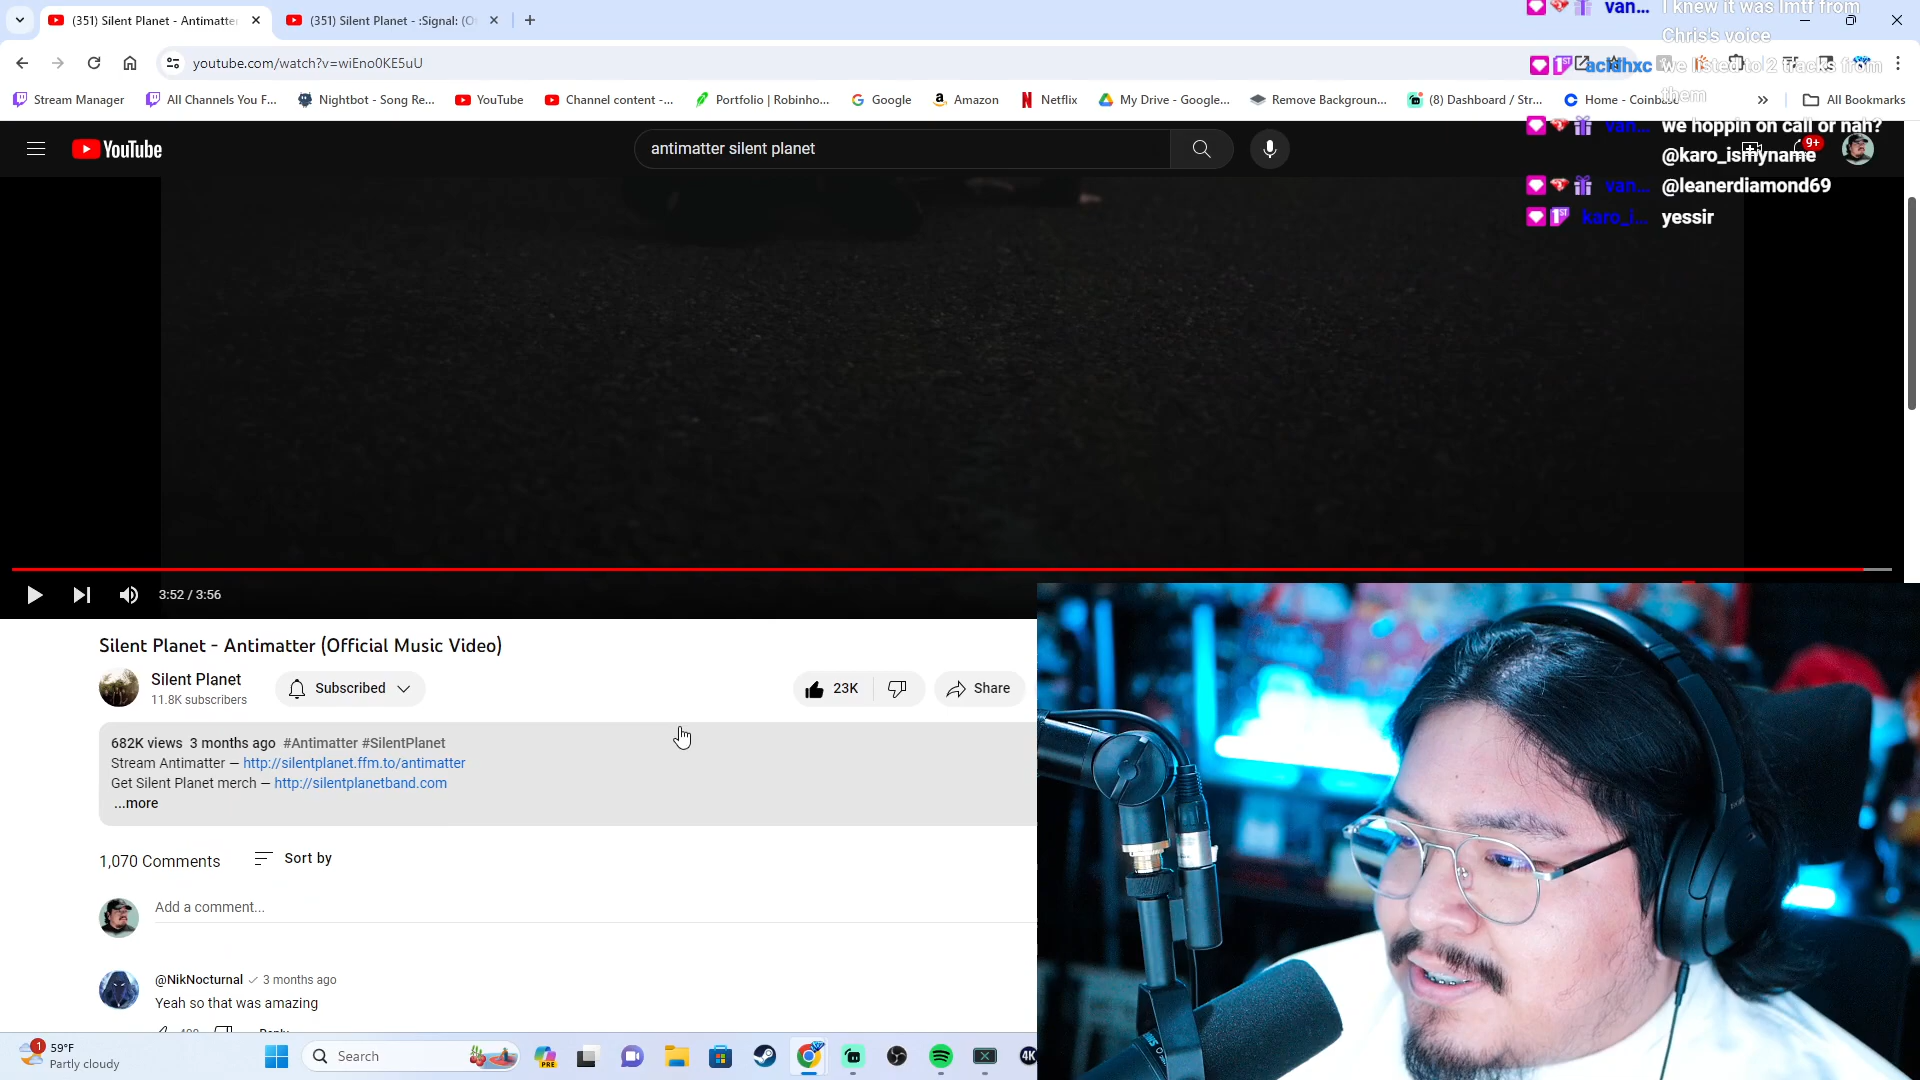 (351) Silent Planet - Antimatte
(351) Silent Planet - :Signal: (O
van... I knew it was lmtf from
Chris's voice
youtube.com/watch?v=wiEno0KE5uU
acidhxc we listed to 2 tracks from
them
Stream Manager
All Channels You F...
Nightbot - Song Re...
YouTube
Channel content -...
Portfolio | Robinho...
Google
Amazon
Netflix
My Drive - Google...
Remove Backgroun...
(8) Dashboard / Str...
Home - Coinbase
All Bookmarks
van... we hoppin on call or nah?
@karo_ismyname
van... @leanerdiamond69
karo_i... yessir
YouTube
antimatter silent planet
9+
3:52 / 3:56
Silent Planet - Antimatter (Official Music Video)
Silent Planet
11.8K subscribers
Subscribed
23K
Share
682K views 3 months ago #Antimatter #SilentPlanet
Stream Antimatter — http://silentplanet.ffm.to/antimatter
Get Silent Planet merch — http://silentplanetband.com
...more
1,070 Comments
Sort by
Add a comment...
@NikNocturnal 3 months ago
Yeah so that was amazing
Reply
1
59°F
Partly cloudy
Search
PRE
4K